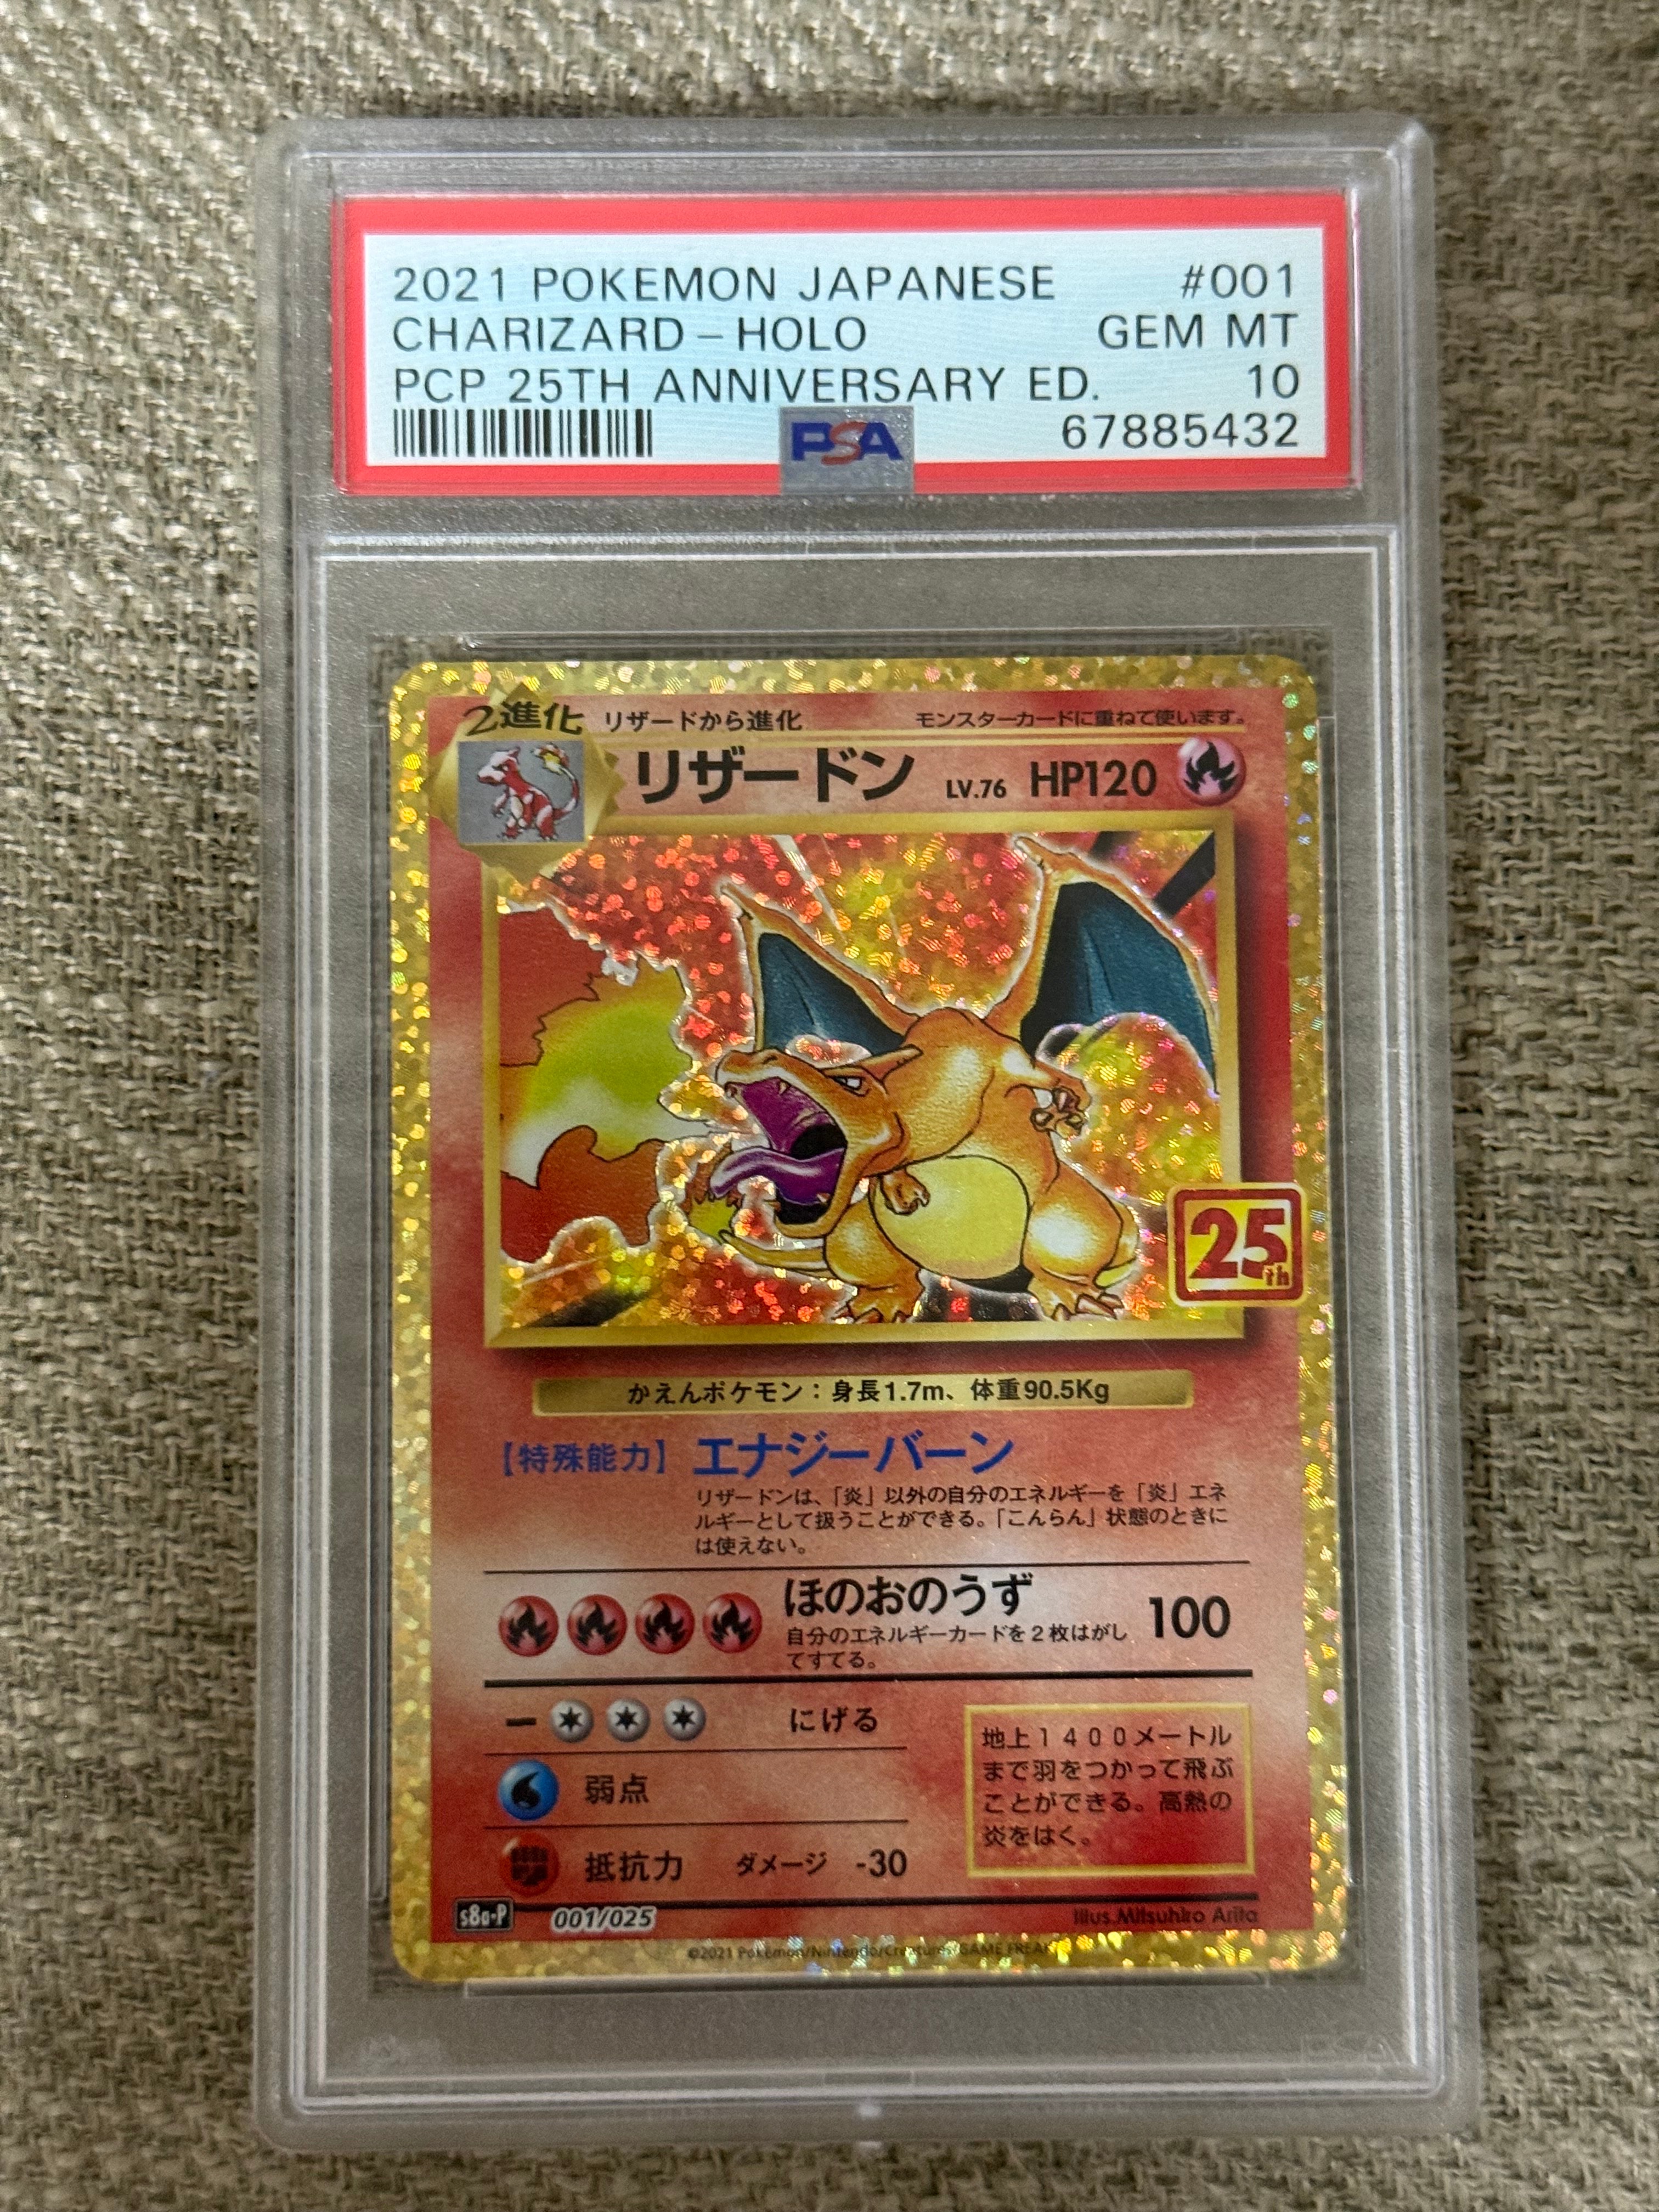 2021 POKEMON JAPANESE #001
CHARIZARD-HOLO GEM MT
PCP 25TH ANNIVERSARY ED. 10
PSA 67885432
2進化 リザードから進化 モンスターカードに重ねて使います。
リザードン LV.76 HP120
25th
かえんポケモン:身長1.7m、体重90.5Kg
【特殊能力】エナジーバーン
リザードンは、「炎」以外の自分のエネルギーを「炎」エネ
ルギーとして扱うことができる。「こんらん」状態のときに
は使えない。
ほのおのうず 100
自分のエネルギーカードを2枚はがし
てすてる。
ー にげる
弱点
抵抗力 ダメージ -30
地上1400メートル
まで羽をつかって飛ぶ
ことができる。高熱の
炎をはく。
s8a-P 001/025 Illus.Mitsuhiro Arita
©2021 Pokémon/Nintendo/Creatures/GAME FREAK